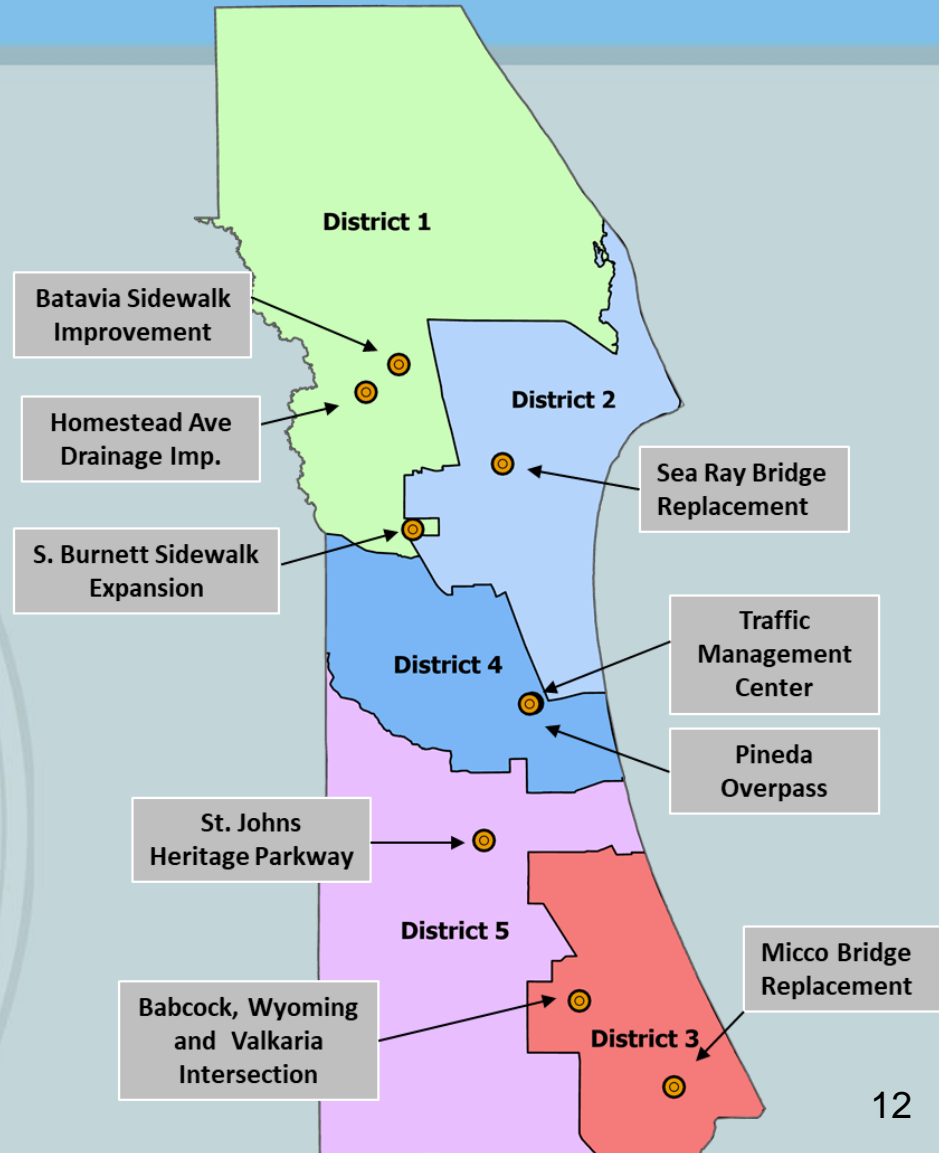 District 1
Batavia Sidewalk
Improvement
Homestead Ave
Drainage Imp.
District 2
Sea Ray Bridge
Replacement
S. Burnett Sidewalk
Expansion
Traffic
Management
Center
District 4
Pineda
Overpass
St. Johns
Heritage Parkway
District 5
Micco Bridge
Replacement
Babcock, Wyoming
and Valkaria
Intersection
District 3
12